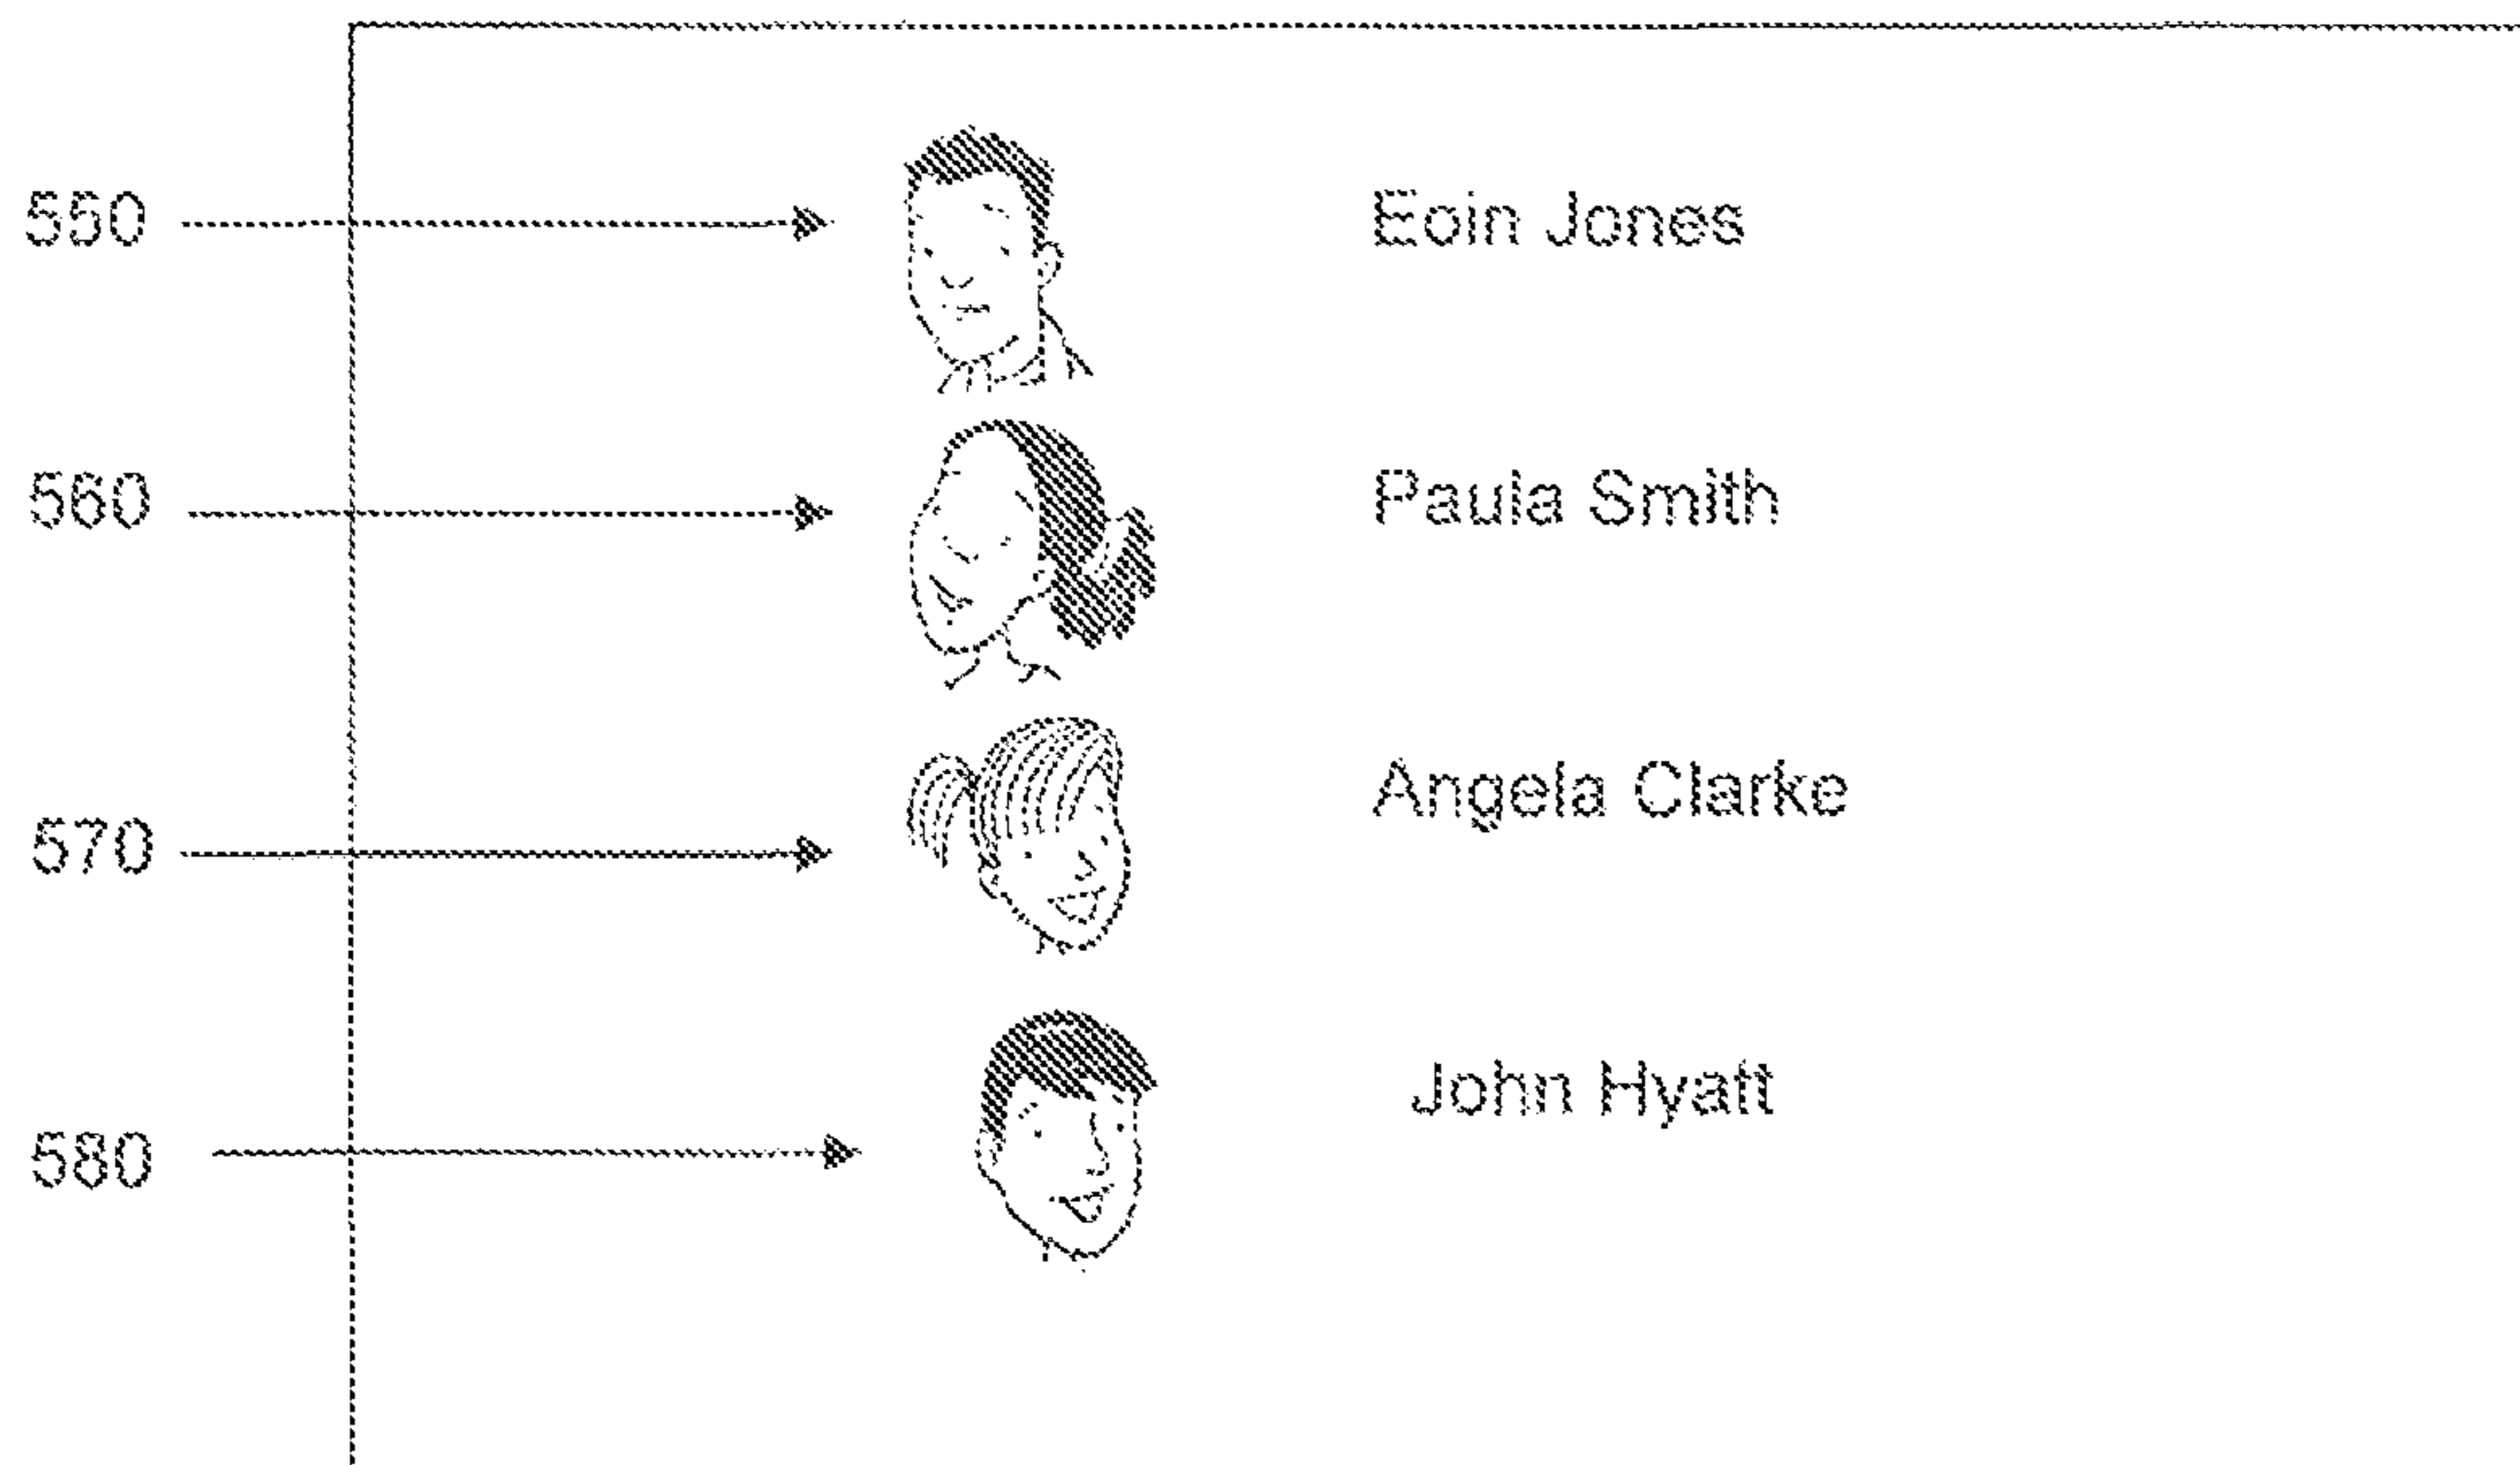 550 Eoin Jones
560 Paula Smith
570 Angela Clarke
580 John Hyatt